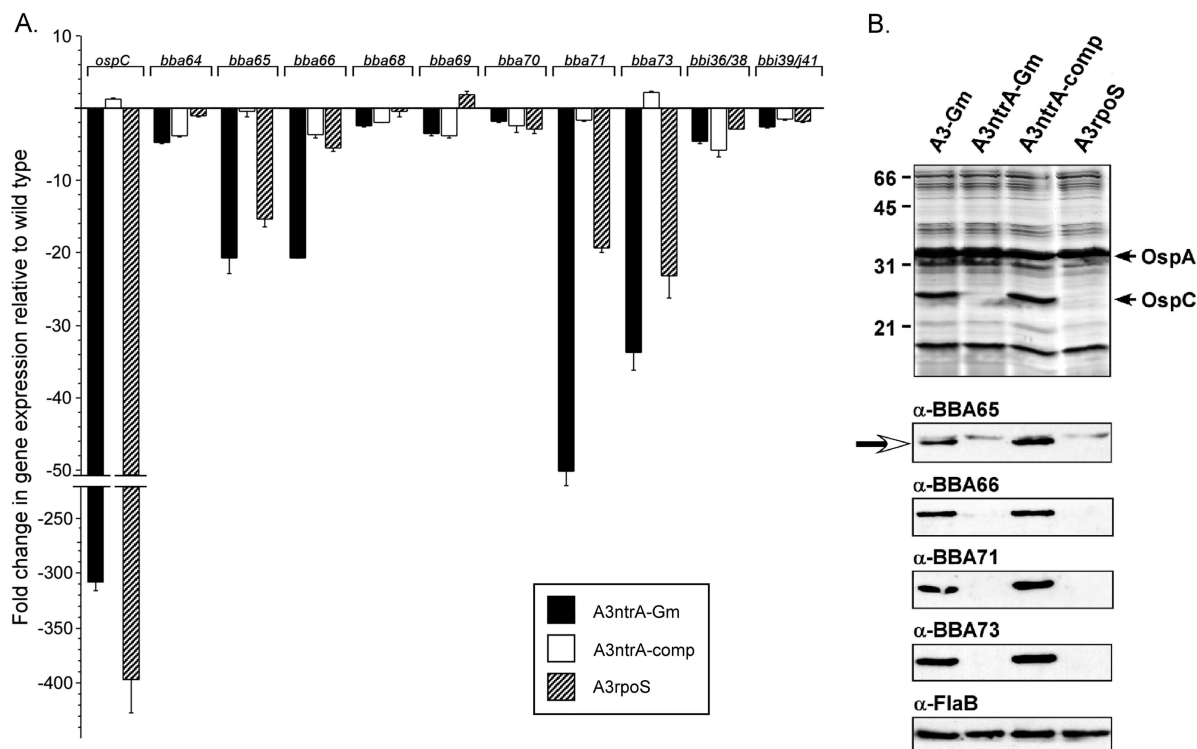 A.
Fold change in gene expression relative to wild type
10
-10
-20
-30
-40
-50
-250
-300
-350
-400
ospC bba64 bba65 bba66 bba68 bba69 bba70 bba71 bba73 bbi36/38 bbi39/j41
A3ntrA-Gm
A3ntrA-comp
A3rpoS
B.
A3-Gm A3ntrA-Gm A3ntrA-comp A3rpoS
66
45
31
21
OspA
OspC
α-BBA65
α-BBA66
α-BBA71
α-BBA73
α-FlaB